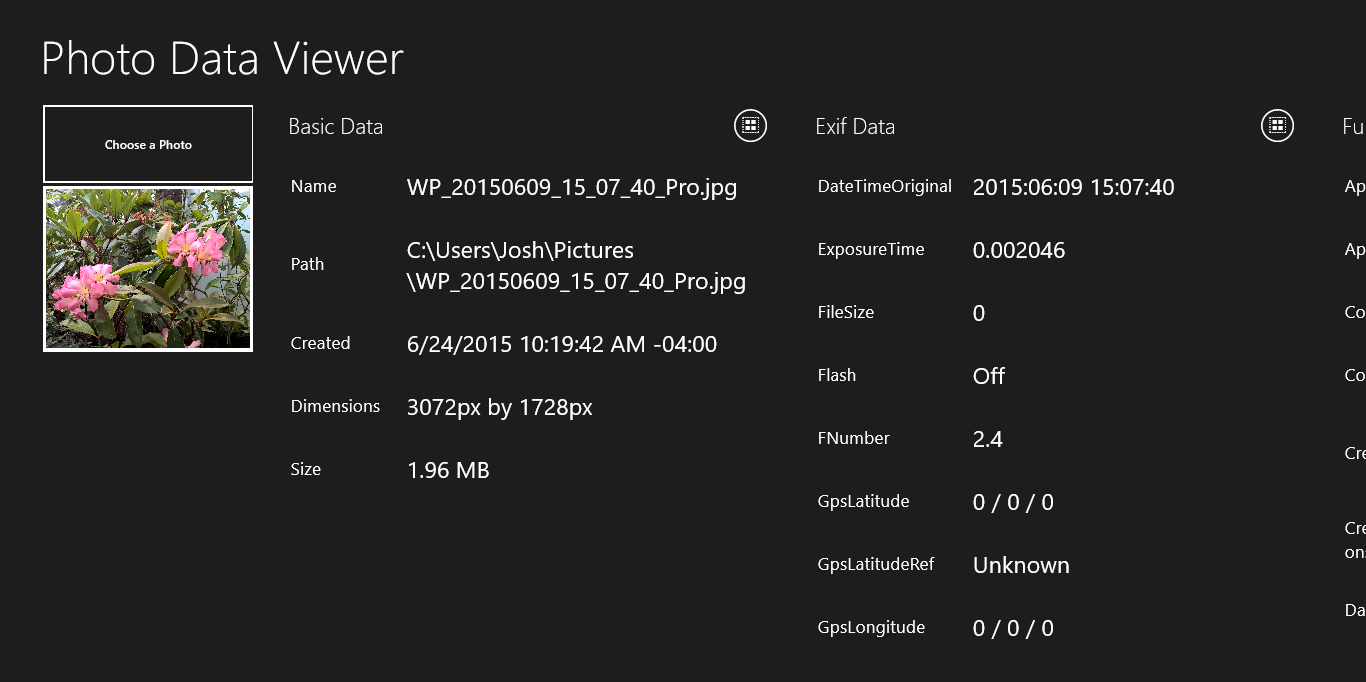 Photo Data Viewer
Choose a Photo
Basic Data
Name WP_20150609_15_07_40_Pro.jpg
Path C:\Users\Josh\Pictures
\WP_20150609_15_07_40_Pro.jpg
Created 6/24/2015 10:19:42 AM -04:00
Dimensions 3072px by 1728px
Size 1.96 MB
Exif Data
DateTimeOriginal 2015:06:09 15:07:40
ExposureTime 0.002046
FileSize 0
Flash Off
FNumber 2.4
GpsLatitude 0 / 0 / 0
GpsLatitudeRef Unknown
GpsLongitude 0 / 0 / 0
Fu
Ap
Ap
Co
Co
Cre
Cre
on
Da